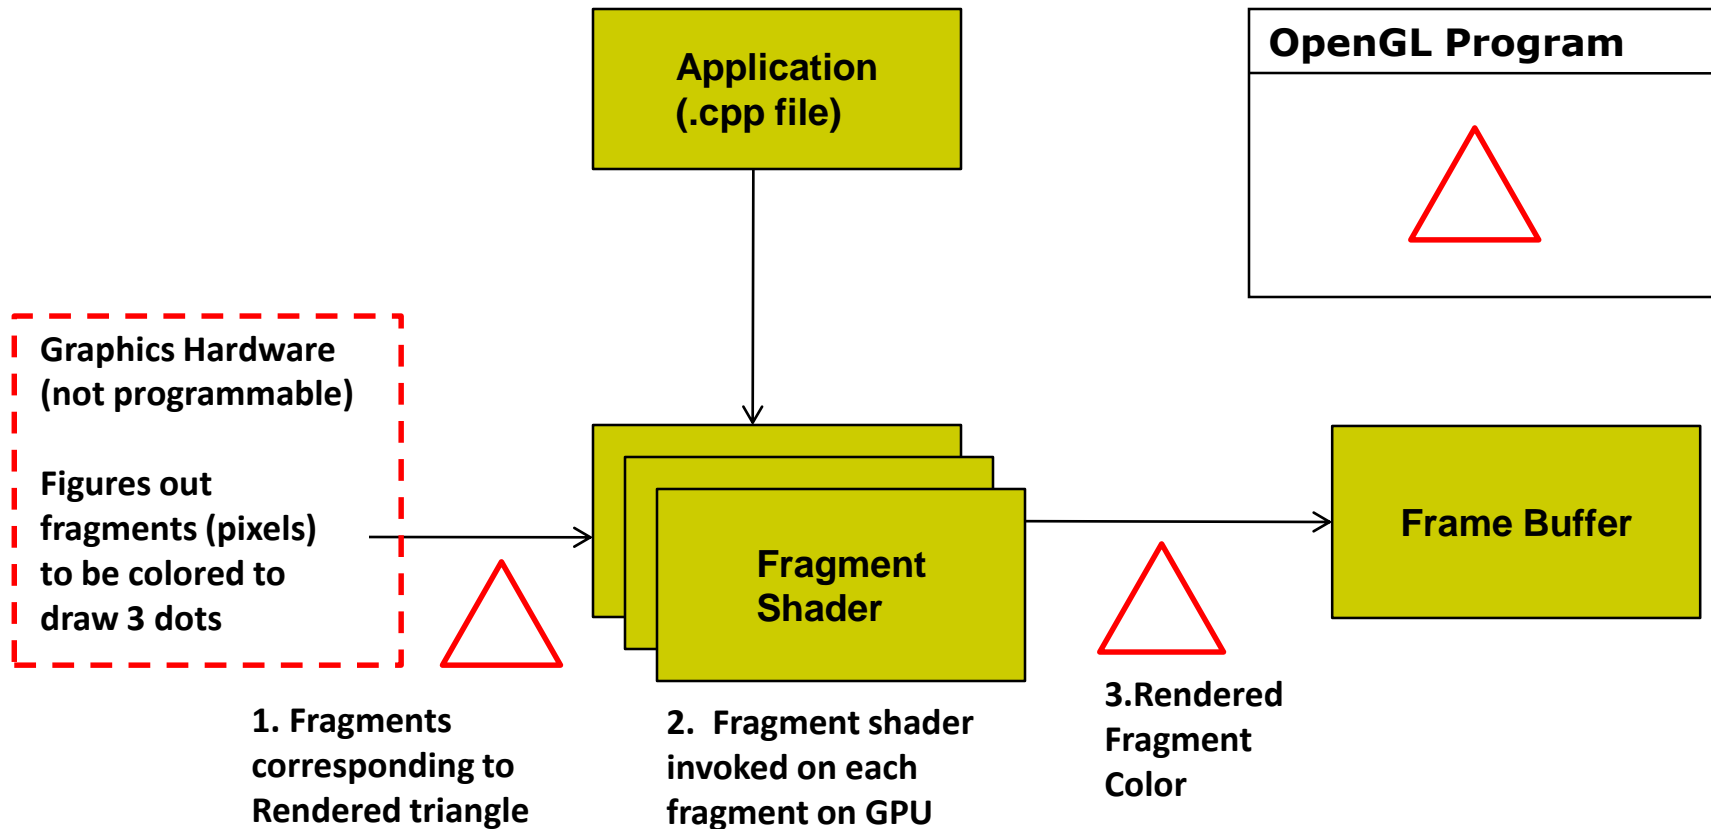 Application
(.cpp file)
OpenGL Program
Graphics Hardware
(not programmable)
Figures out
fragments (pixels)
to be colored to
draw 3 dots
Fragment
Shader
Frame Buffer
1. Fragments
corresponding to
Rendered triangle
2. Fragment shader
invoked on each
fragment on GPU
3.Rendered
Fragment
Color